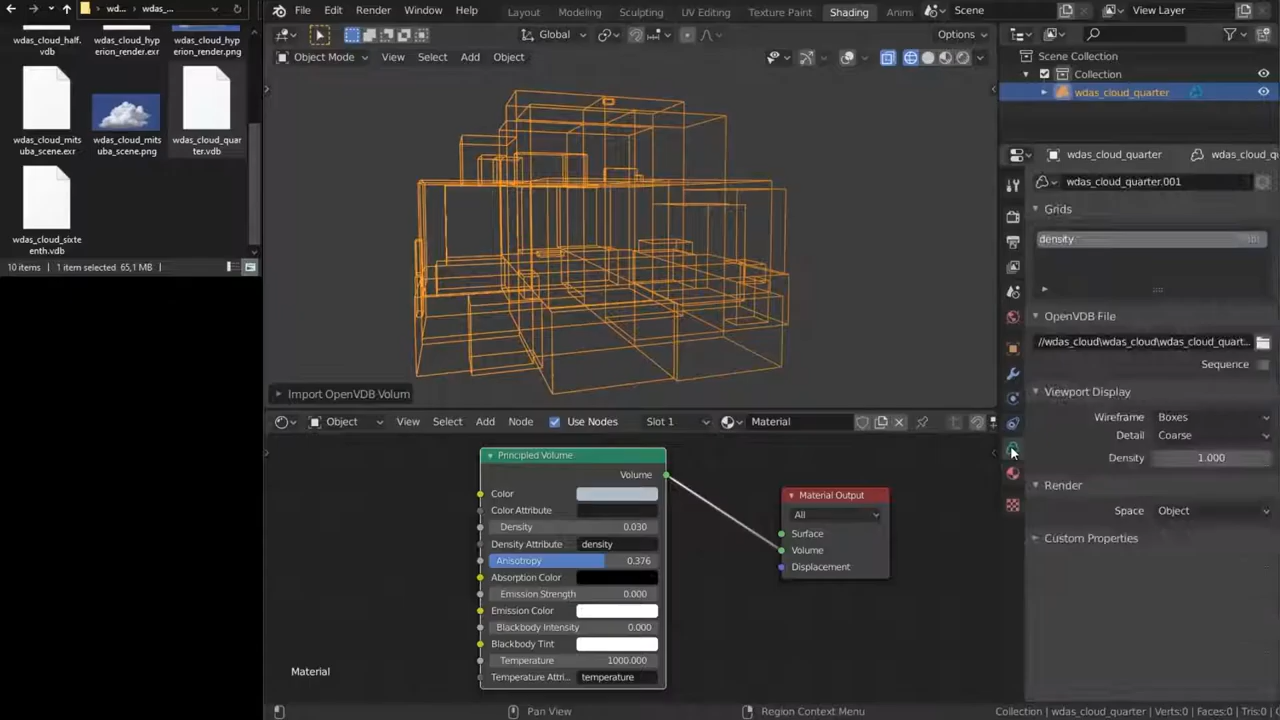 wd... wdas_...
wdas_cloud_half.
vdb
wdas_cloud_hyp
erion_render.exr
wdas_cloud_hyp
erion_render.png
wdas_cloud_mits
uba_scene.exr
wdas_cloud_mits
uba_scene.png
wdas_cloud_quar
ter.vdb
wdas_cloud_sixte
enth.vdb
10 items 1 item selected 65,1 MB
File Edit Render Window Help
Layout Modeling Sculpting UV Editing Texture Paint Shading Anim
Scene
View Layer
Global
Options
Object Mode View Select Add Object
Scene Collection
Collection
wdas_cloud_quarter
wdas_cloud_quarter wdas_cloud_q
wdas_cloud_quarter.001
Grids
density
OpenVDB File
//wdas_cloud\wdas_cloud\wdas_cloud_quart...
Sequence
Viewport Display
Wireframe Boxes
Detail Coarse
Density 1.000
Render
Space Object
Custom Properties
Import OpenVDB Volum
Object View Select Add Node Use Nodes Slot 1 Material
Principled Volume
Volume
Color
Color Attribute
Density 0.030
Density Attribute density
Anisotropy 0.376
Absorption Color
Emission Strength 0.000
Emission Color
Blackbody Intensity 0.000
Blackbody Tint
Temperature 1000.000
Temperature Attri... temperature
Material Output
All
Surface
Volume
Displacement
Material
Pan View
Region Context Menu
Collection | wdas_cloud_quarter | Verts:0 | Faces:0 | Tris:0 |